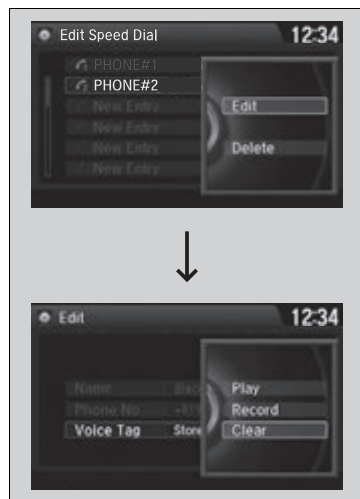 Edit Speed Dial 12:34
PHONE#1
PHONE#2
New Entry
New Entry
New Entry
New Entry
Edit
Delete
Edit 12:34
Name
Phone No
Voice Tag Store
Play
Record
Clear